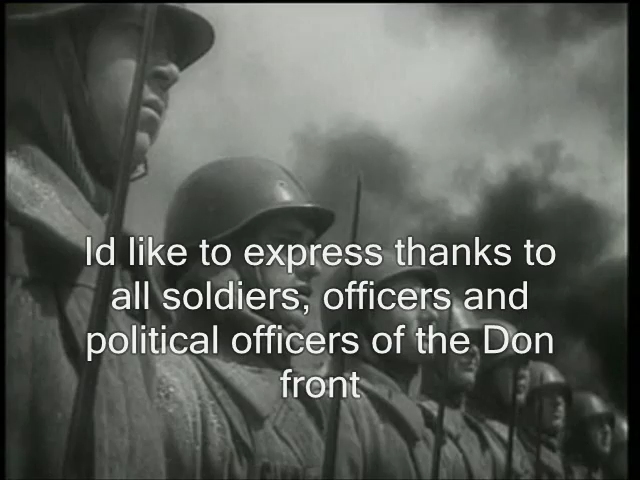 Id like to express thanks to
all soldiers, officers and
political officers of the Don
front